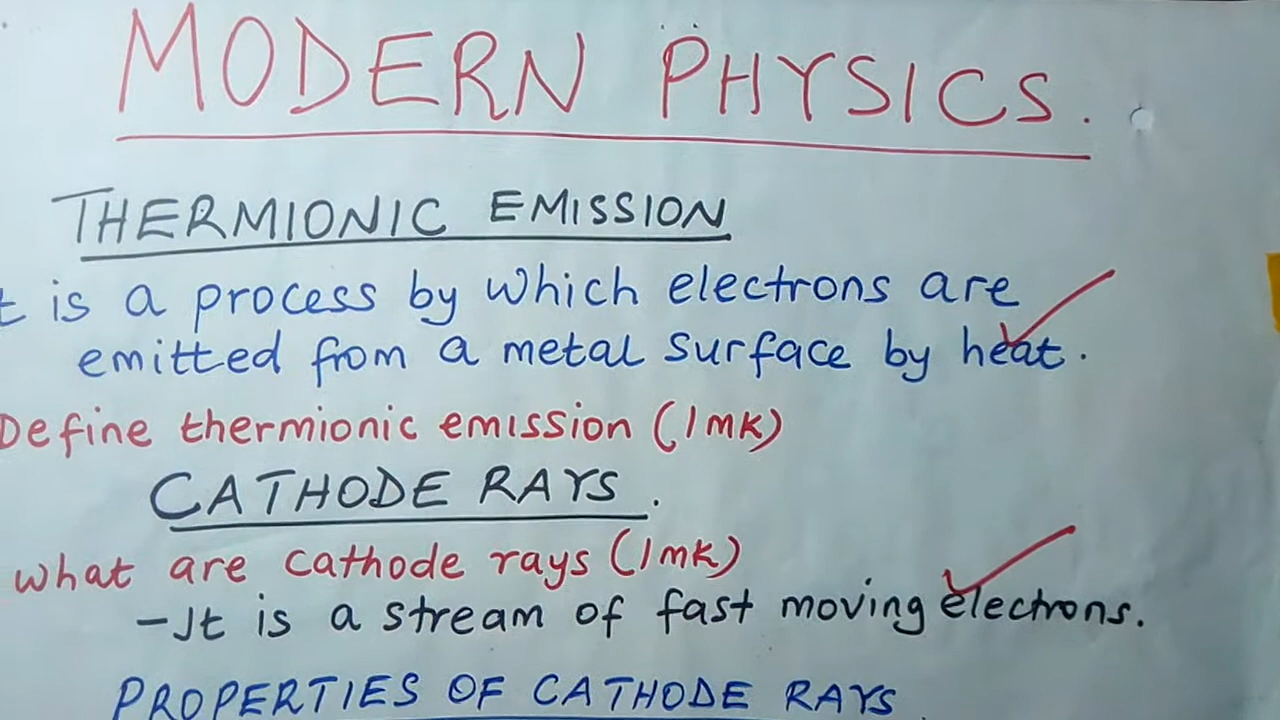 MODERN PHYSICS.
THERMIONIC EMISSION
t is a process by which electrons are
emitted from a metal surface by heat.
Define thermionic emission (1mk)
CATHODE RAYS.
what are cathode rays (1mk)
-It is a stream of fast moving electrons.
PROPERTIES OF CATHODE RAYS